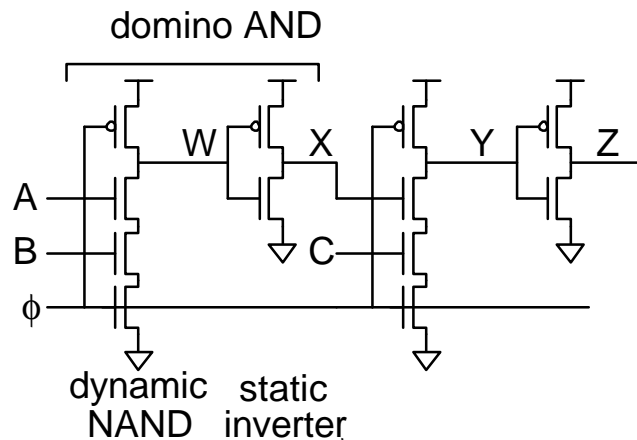 domino AND
W X Y Z
A
B C
ϕ
dynamic static
NAND inverter